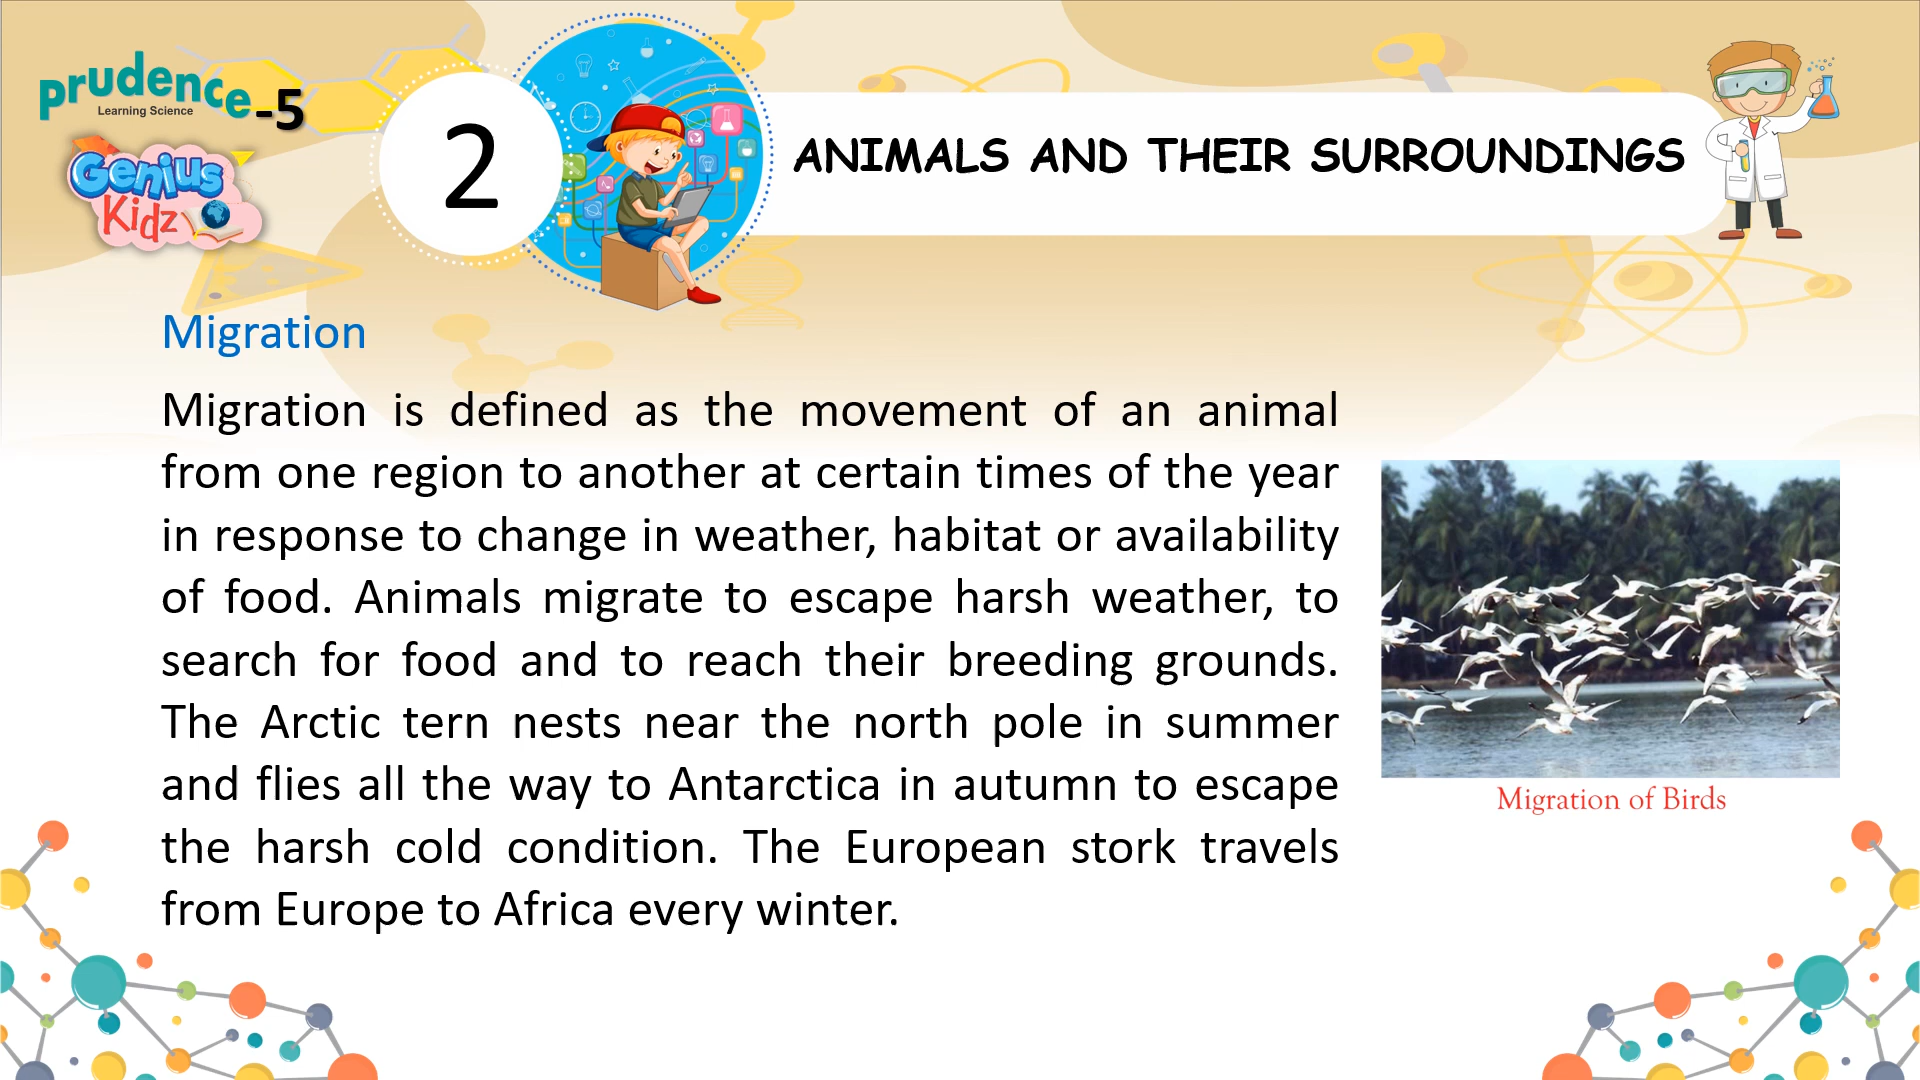 prudence-5
Learning Science
Genius
Kidz
2
ANIMALS AND THEIR SURROUNDINGS
Migration
Migration is defined as the movement of an animal
from one region to another at certain times of the year
in response to change in weather, habitat or availability
of food. Animals migrate to escape harsh weather, to
search for food and to reach their breeding grounds.
The Arctic tern nests near the north pole in summer
and flies all the way to Antarctica in autumn to escape
the harsh cold condition. The European stork travels
from Europe to Africa every winter.
Migration of Birds